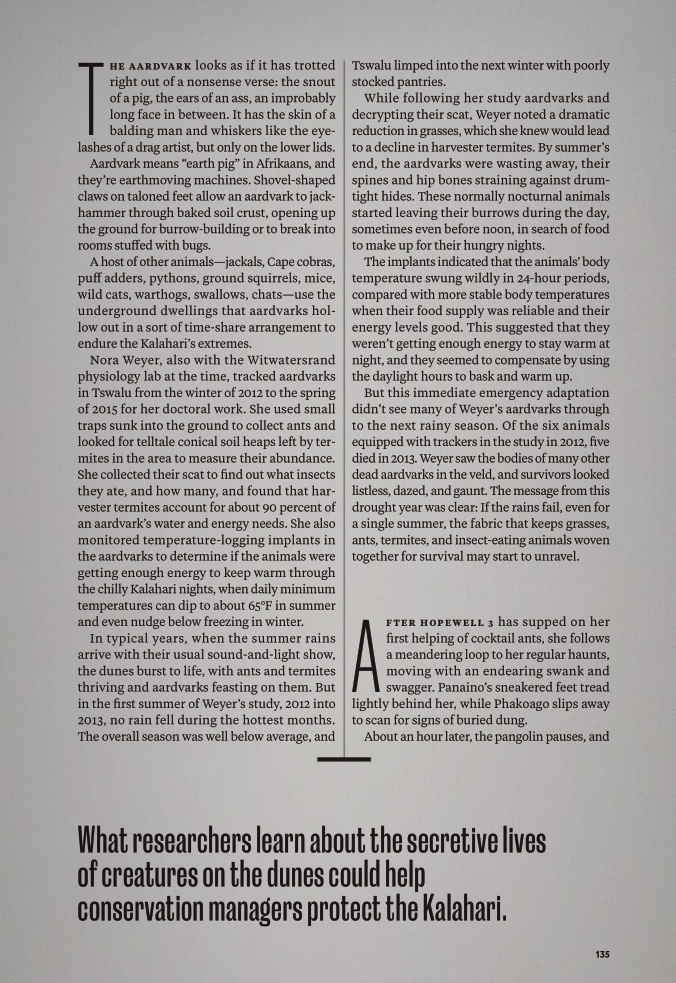 THE AARDVARK looks as if it has trotted
right out of a nonsense verse: the snout
of a pig, the ears of an ass, an improbably
long face in between. It has the skin of a
balding man and whiskers like the eye-
lashes of a drag artist, but only on the lower lids.
Aardvark means “earth pig” in Afrikaans, and
they’re earthmoving machines. Shovel-shaped
claws on taloned feet allow an aardvark to jack-
hammer through baked soil crust, opening up
the ground for burrow-building or to break into
rooms stuffed with bugs.
A host of other animals—jackals, Cape cobras,
puff adders, pythons, ground squirrels, mice,
wild cats, warthogs, swallows, chats—use the
underground dwellings that aardvarks hol-
low out in a sort of time-share arrangement to
endure the Kalahari’s extremes.
Nora Weyer, also with the Witwatersrand
physiology lab at the time, tracked aardvarks
in Tswalu from the winter of 2012 to the spring
of 2015 for her doctoral work. She used small
traps sunk into the ground to collect ants and
looked for telltale conical soil heaps left by ter-
mites in the area to measure their abundance.
She collected their scat to find out what insects
they ate, and how many, and found that har-
vester termites account for about 90 percent of
an aardvark’s water and energy needs. She also
monitored temperature-logging implants in
the aardvarks to determine if the animals were
getting enough energy to keep warm through
the chilly Kalahari nights, when daily minimum
temperatures can dip to about 65°F in summer
and even nudge below freezing in winter.
In typical years, when the summer rains
arrive with their usual sound-and-light show,
the dunes burst to life, with ants and termites
thriving and aardvarks feasting on them. But
in the first summer of Weyer’s study, 2012 into
2013, no rain fell during the hottest months.
The overall season was well below average, and
Tswalu limped into the next winter with poorly
stocked pantries.
While following her study aardvarks and
decrypting their scat, Weyer noted a dramatic
reduction in grasses, which she knew would lead
to a decline in harvester termites. By summer’s
end, the aardvarks were wasting away, their
spines and hip bones straining against drum-
tight hides. These normally nocturnal animals
started leaving their burrows during the day,
sometimes even before noon, in search of food
to make up for their hungry nights.
The implants indicated that the animals’ body
temperature swung wildly in 24-hour periods,
compared with more stable body temperatures
when their food supply was reliable and their
energy levels good. This suggested that they
weren’t getting enough energy to stay warm at
night, and they seemed to compensate by using
the daylight hours to bask and warm up.
But this immediate emergency adaptation
didn’t see many of Weyer’s aardvarks through
to the next rainy season. Of the six animals
equipped with trackers in the study in 2012, five
died in 2013. Weyer saw the bodies of many other
dead aardvarks in the veld, and survivors looked
listless, dazed, and gaunt. The message from this
drought year was clear: If the rains fail, even for
a single summer, the fabric that keeps grasses,
ants, termites, and insect-eating animals woven
together for survival may start to unravel.
AFTER HOPEWELL 3 has supped on her
first helping of cocktail ants, she follows
a meandering loop to her regular haunts,
moving with an endearing swank and
swagger. Panaino’s sneakered feet tread
lightly behind her, while Phakoago slips away
to scan for signs of buried dung.
About an hour later, the pangolin pauses, and
What researchers learn about the secretive lives
of creatures on the dunes could help
conservation managers protect the Kalahari.
135